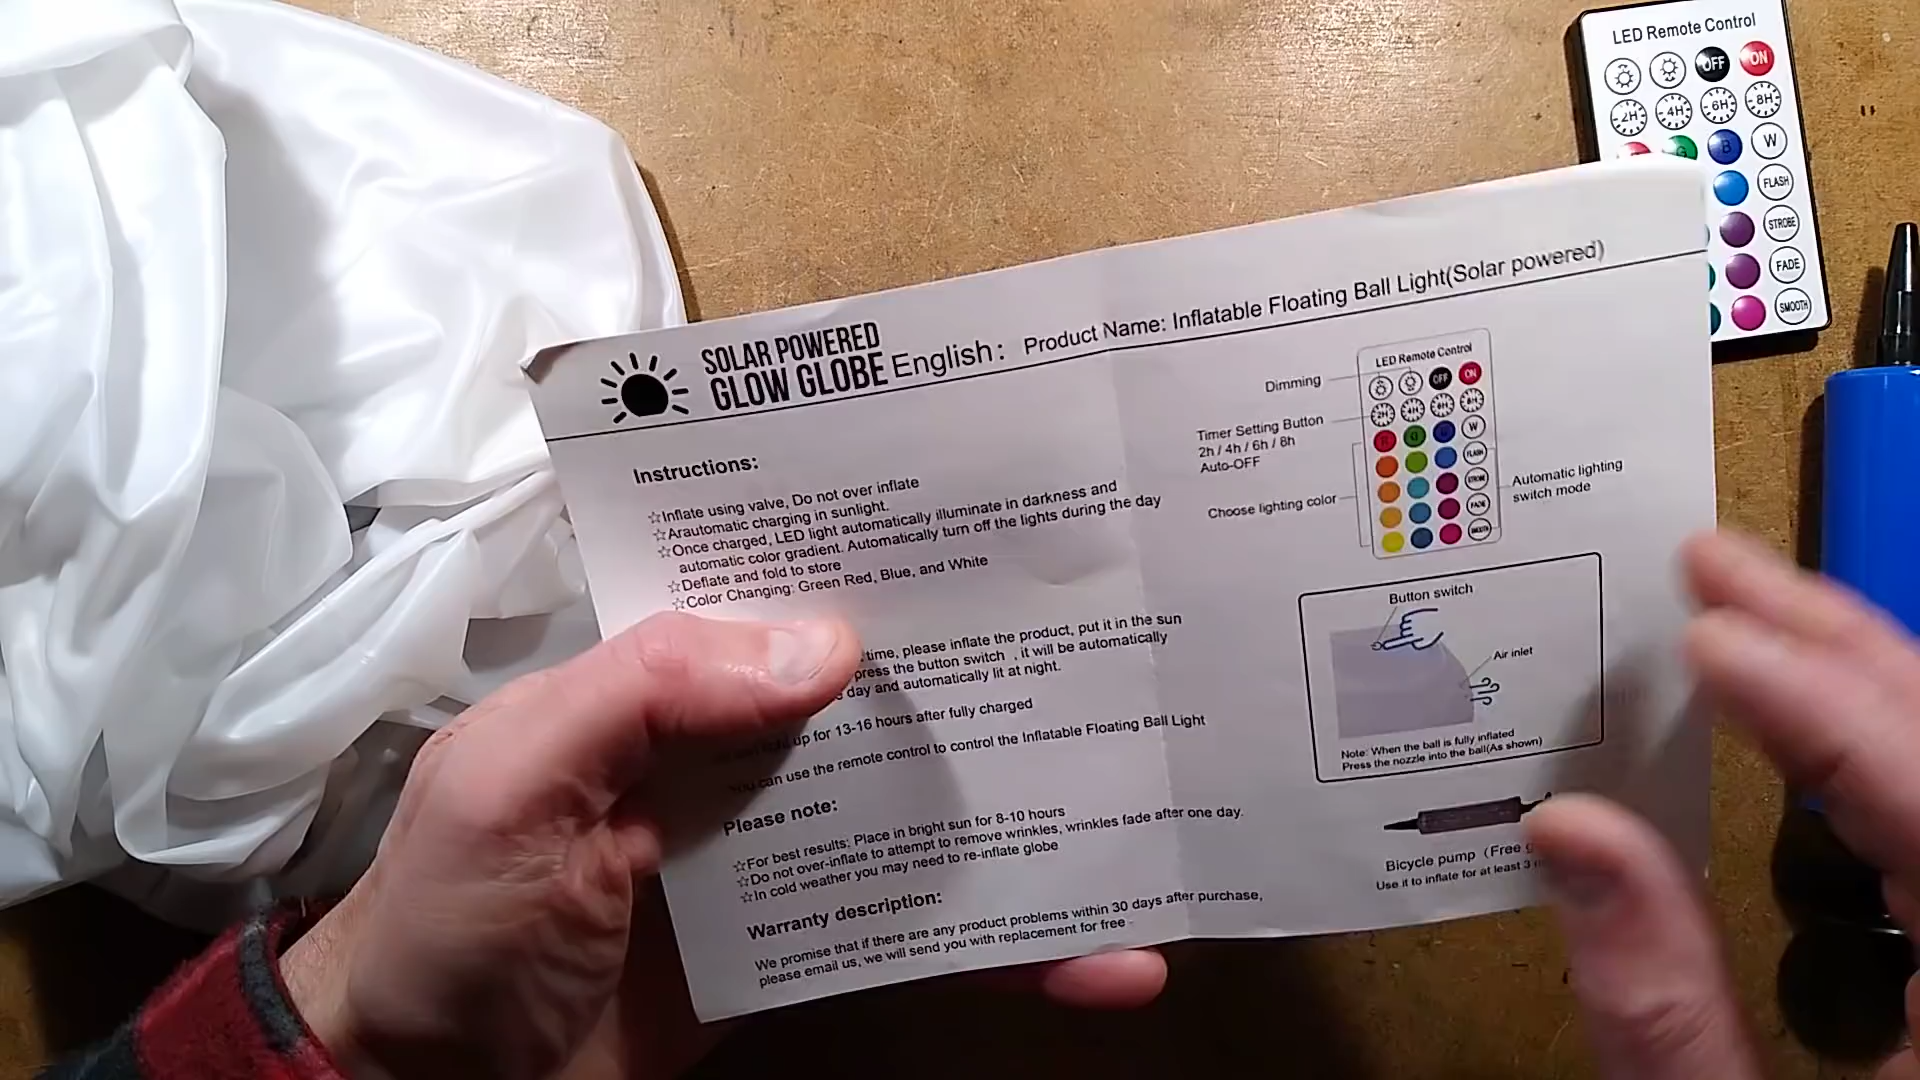 LED Remote Control
OFF ON
2H 4H 6H 8H
G B W
FLASH
STROBE
FADE
SMOOTH
SOLAR POWERED
GLOW GLOBE
English: Product Name: Inflatable Floating Ball Light(Solar powered)
Instructions:
☆Inflate using valve, Do not over inflate
☆Arautomatic charging in sunlight.
☆Once charged, LED light automatically illuminate in darkness and
automatic color gradient. Automatically turn off the lights during the day
☆Deflate and fold to store
☆Color Changing: Green Red, Blue, and White
time, please inflate the product, put it in the sun
press the button switch , it will be automatically
day and automatically lit at night.
up for 13-16 hours after fully charged
You can use the remote control to control the Inflatable Floating Ball Light
Please note:
☆For best results: Place in bright sun for 8-10 hours
☆Do not over-inflate to attempt to remove wrinkles, wrinkles fade after one day.
☆In cold weather you may need to re-inflate globe
Warranty description:
We promise that if there are any product problems within 30 days after purchase,
please email us, we will send you with replacement for free
LED Remote Control
Dimming
OFF ON
Timer Setting Button
2h / 4h / 6h / 8h
Auto-OFF
2H 4H 6H 8H
R G B W
FLASH
STROBE
FADE
SMOOTH
Choose lighting color
Automatic lighting
switch mode
Button switch
Air inlet
Note: When the ball is fully inflated
Press the nozzle into the ball(As shown)
Bicycle pump (Free
Use it to inflate for at least 3